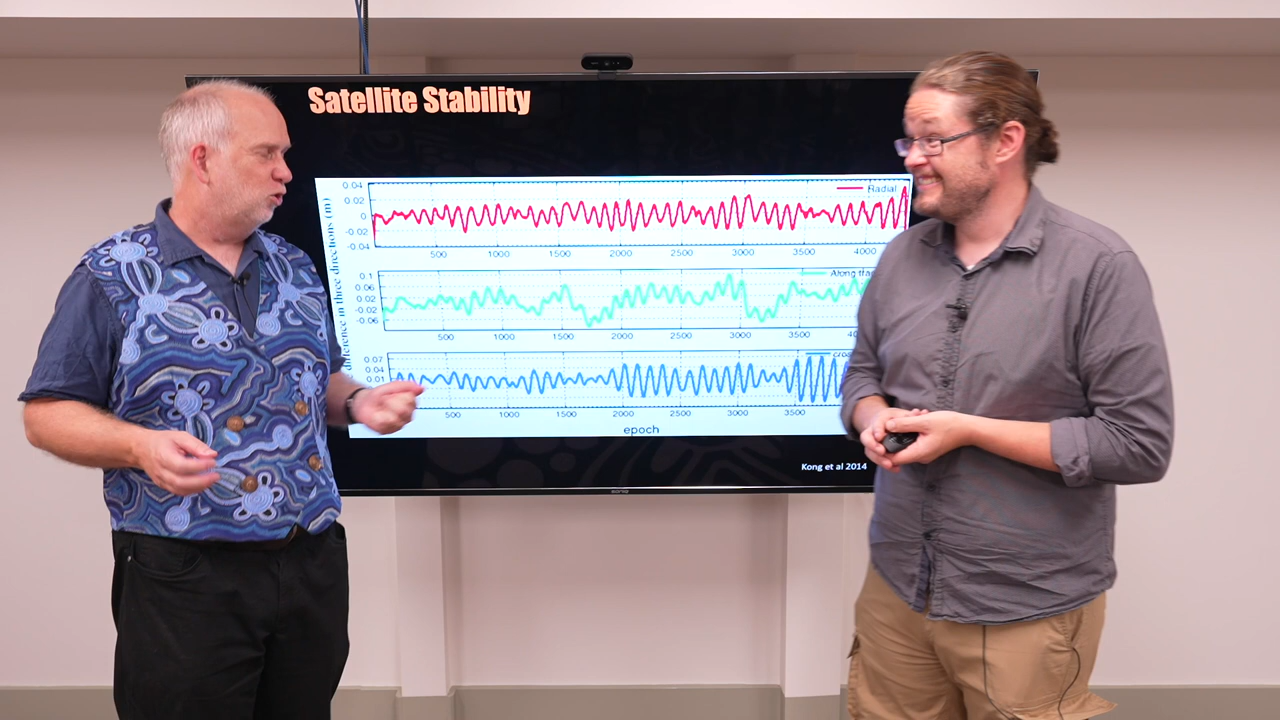 Satellite Stability
difference in three directions (m)
0.04
0.02
0
-0.02
-0.04
Radial
500 1000 1500 2000 2500 3000 3500 4000
0.1
0.06
0.02
-0.02
-0.06
Along
500 1000 1500 2000 2500 3000 3500
0.07
0.04
0.01
500 1000 1500 2000 2500 3000 3500
epoch
Kong et al 2014